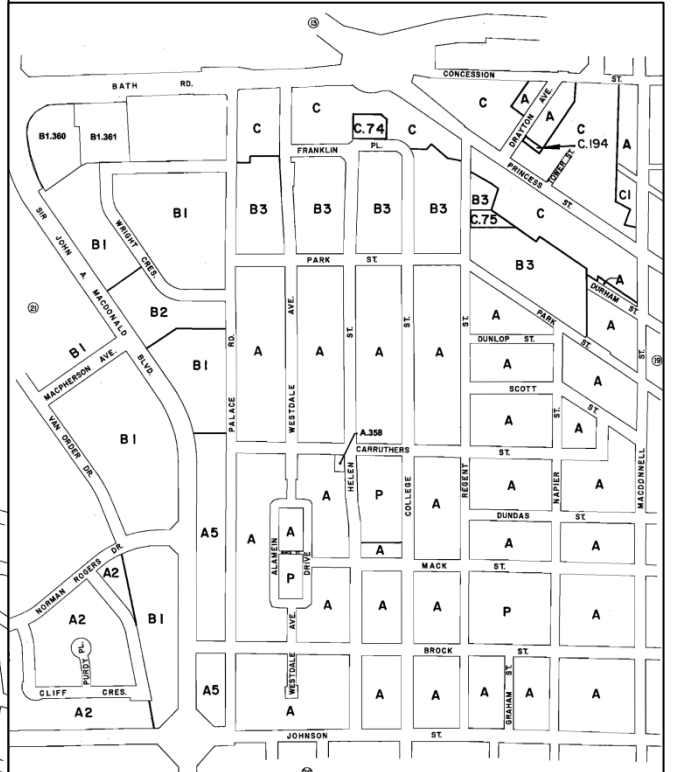 13
CONCESSION ST.
BATH RD.
A
DRAYTON AVE.
A
C
C
C
C
C
C.74
B1.360
B1.361
A
C.194
FRANKLIN PL.
PRINCESS ST.
TOWER ST.
C1
B1
B3
B3
B3
B3
B3
C.75
C
SIR JOHN A. MACDONALD BLVD.
WRIGHT CRES.
B1
PARK ST.
B3
A
DURHAM ST.
21
B2
PALACE RD.
WESTDALE AVE.
HELEN ST.
COLLEGE ST.
REGENT ST.
A
PARK ST.
A
B1
MACPHERSON AVE.
B1
A
A
A
A
DUNLOP ST.
A
A
MACDONNELL ST.
19
SCOTT ST.
VAN ORDER DR.
B1
A
NAPIER ST.
A
A.358
CARRUTHERS ST.
A5
A
A
P
A
A
A
DUNDAS ST.
A
ALAMEIN DRIVE
P
A
A
A
MACK ST.
NORMAN ROGERS DR.
A2
A2
B1
A
A
A
P
A
PURDY PL.
BROCK ST.
CLIFF CRES.
A2
A5
WESTDALE AVE.
A
A
A
A
GRAHAM ST.
A
A
JOHNSON ST.